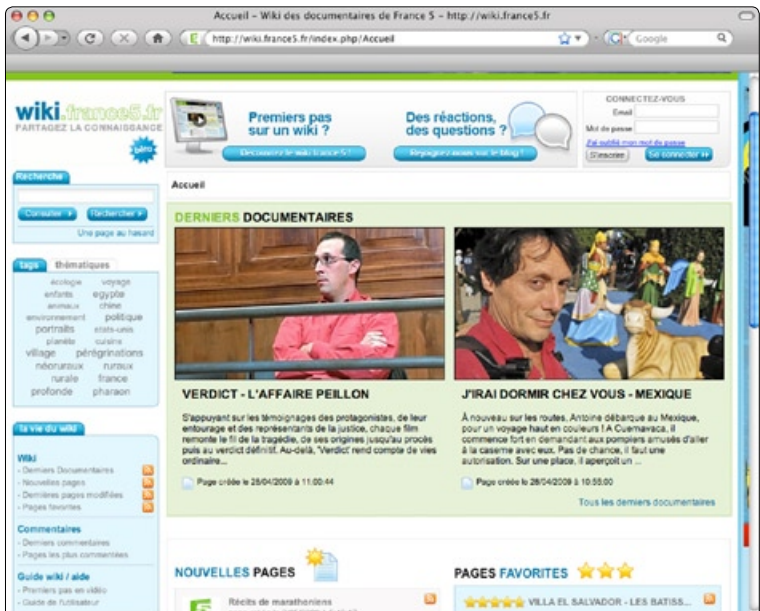 Accueil – Wiki des documentaires de France 5 – http://wiki.france5.fr
http://wiki.france5.fr/index.php/Accueil
Google
wiki.france5.fr
PARTAGEZ LA CONNAISSANCE
bêta
Premiers pas
sur un wiki ?
Découvrez le wiki france 5 !
Des réactions,
des questions ?
Rejoignez-nous sur le blog !
CONNECTEZ-VOUS
Email
Mot de passe
J'ai oublié mon mot de passe
S'inscrire
Se connecter
Recherche
Consulter
Rechercher
Une page au hasard
tags
thématiques
écologie voyage
enfants egypte
animaux chine
environnement politique
portraits etats-unis
planète cuisine
village pérégrinations
néoruraux ruraux
rurale france
profonde pharaon
la vie du wiki
Wiki
- Derniers Documentaires
- Nouvelles pages
- Dernières pages modifiées
- Pages favorites
Commentaires
- Derniers commentaires
- Pages les plus commentées
Guide wiki / aide
- Premiers pas en vidéo
- Guide de l'utilisateur
Accueil
DERNIERS DOCUMENTAIRES
VERDICT - L'AFFAIRE PEILLON
S'appuyant sur les témoignages des protagonistes, de leur
entourage et des représentants de la justice, chaque film
remonte le fil de la tragédie, de ses origines jusqu'au procès
puis au verdict définitif. Au-delà, 'Verdict' rend compte de vies
ordinaire...
Page créée le 28/04/2009 à 11:00:44
J'IRAI DORMIR CHEZ VOUS - MEXIQUE
À nouveau sur les routes, Antoine débarque au Mexique,
pour un voyage haut en couleurs ! A Cuernavaca, il
commence fort en demandant aux pompiers amusés d'aller
à la caserne avec eux. Pas de chance, il faut une
autorisation. Sur une place, il aperçoit un ...
Page créée le 28/04/2009 à 10:55:00
Tous les derniers documentaires
NOUVELLES PAGES
Récits de marathoniens
PAGES FAVORITES
VILLA EL SALVADOR - LES BATISS...